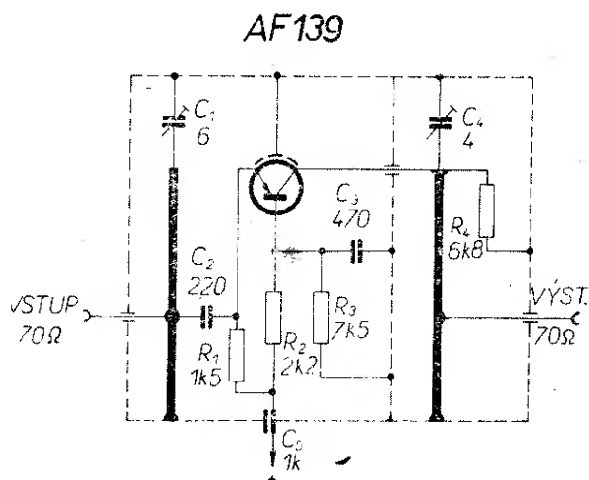 AF139
C₁
6
C₄
4
C₃
470
R₄
6k8
C₂
220
VSTUP
70Ω
R₁
1k5
R₂
2k2
R₃
7k5
VÝST.
70Ω
C₅
1k